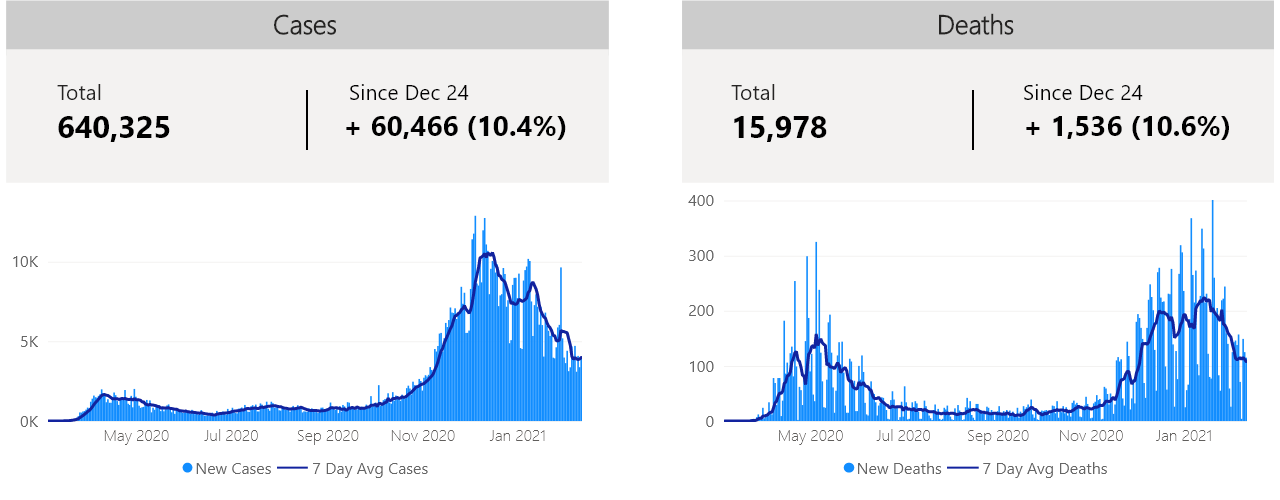 Cases
Total
Since Dec 24
640,325
+ 60,466 (10.4%)
10K
5K
0K
May 2020 Jul 2020 Sep 2020 Nov 2020 Jan 2021
New Cases 7 Day Avg Cases
Deaths
Total
Since Dec 24
15,978
+ 1,536 (10.6%)
400
300
200
100
0
May 2020 Jul 2020 Sep 2020 Nov 2020 Jan 2021
New Deaths 7 Day Avg Deaths